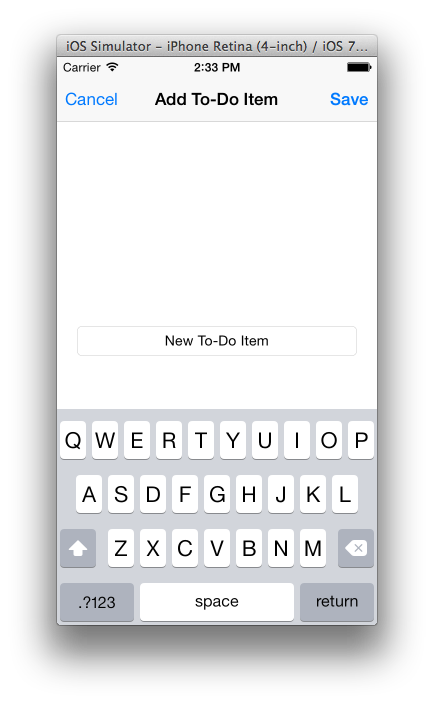 iOS Simulator – iPhone Retina (4-inch) / iOS 7...
Carrier 2:33 PM
Cancel Add To-Do Item Save
New To-Do Item
Q W E R T Y U I O P
A S D F G H J K L
Z X C V B N M
.?123 space return